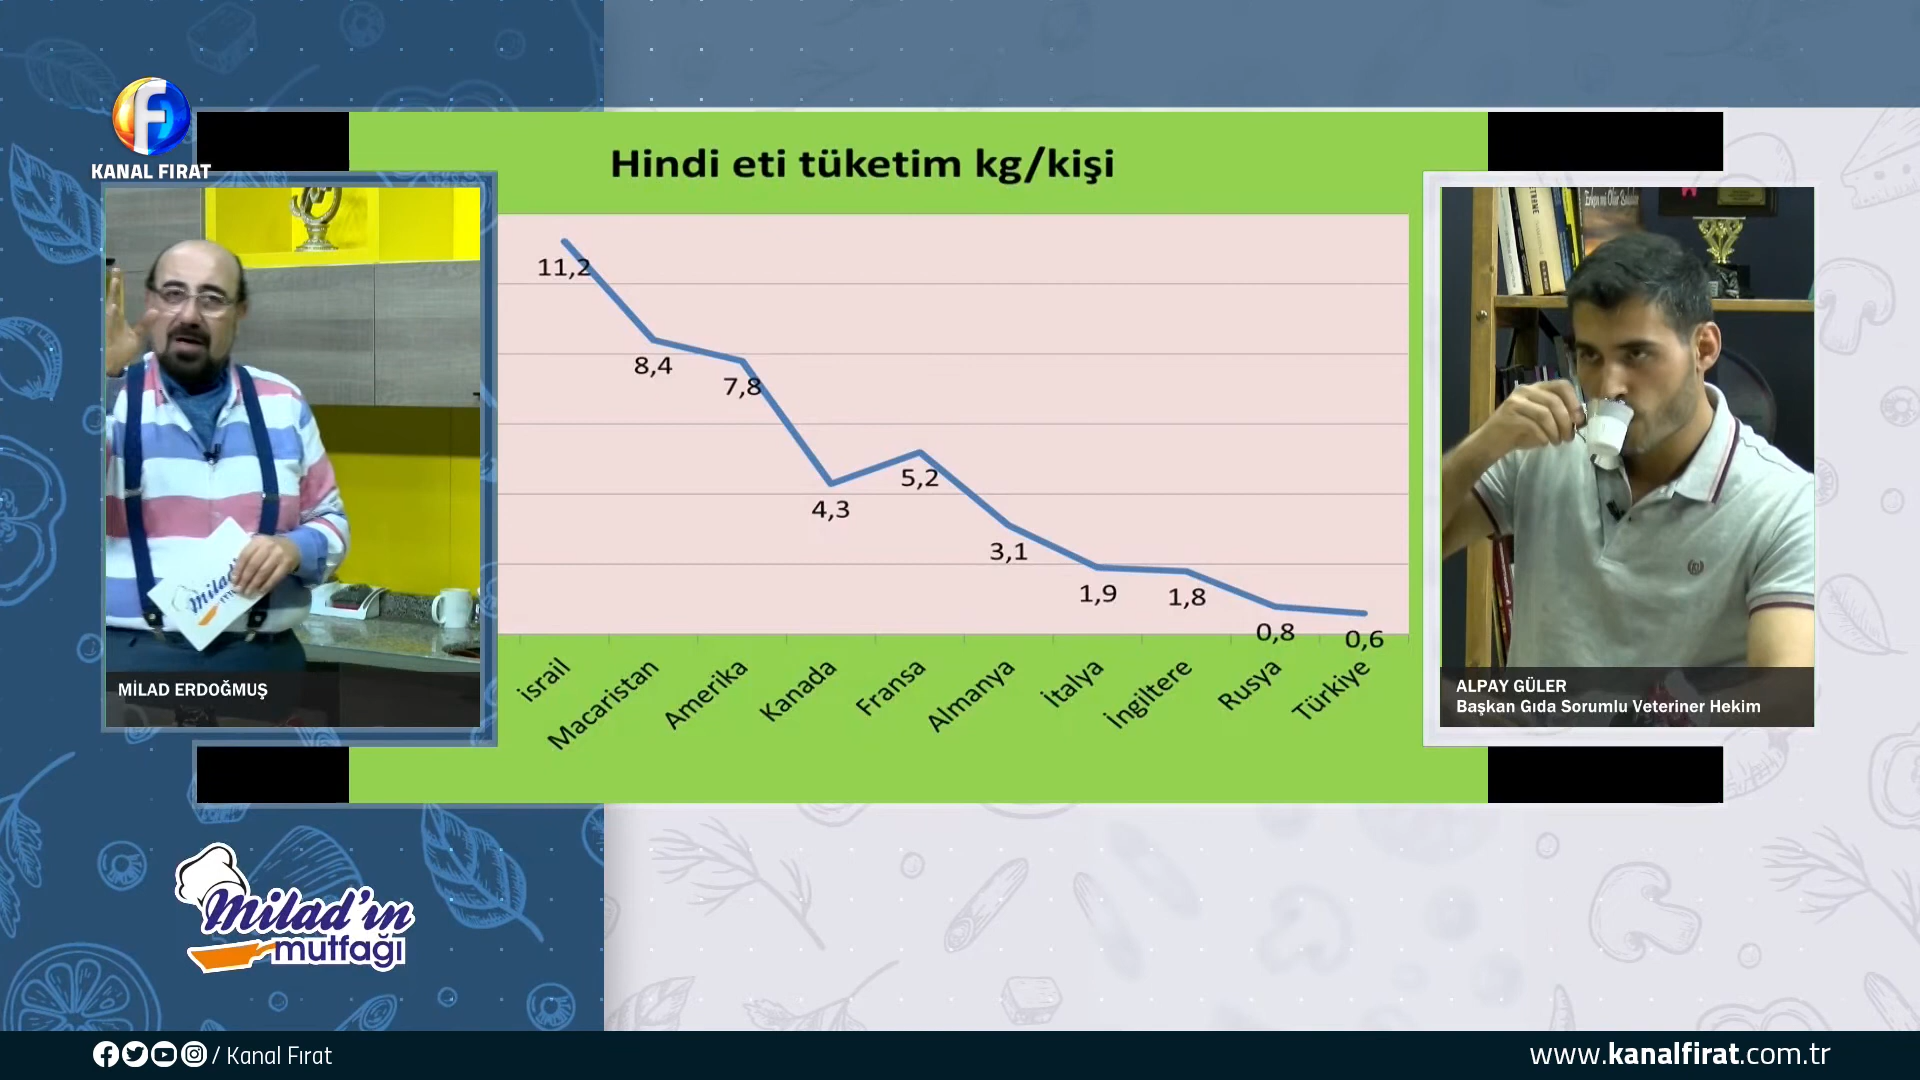 KANAL FIRAT
Hindi eti tüketim kg/kişi
11,2
8,4
7,8
4,3
5,2
3,1
1,9
1,8
0,8
0,6
israil
Macaristan
Amerika
Kanada
Fransa
Almanya
İtalya
İngiltere
Rusya
Türkiye
MİLAD ERDOĞMUŞ
ALPAY GÜLER
Başkan Gıda Sorumlu Veteriner Hekim
Milad'ın
mutfağı
/ Kanal Fırat
www.kanalfirat.com.tr